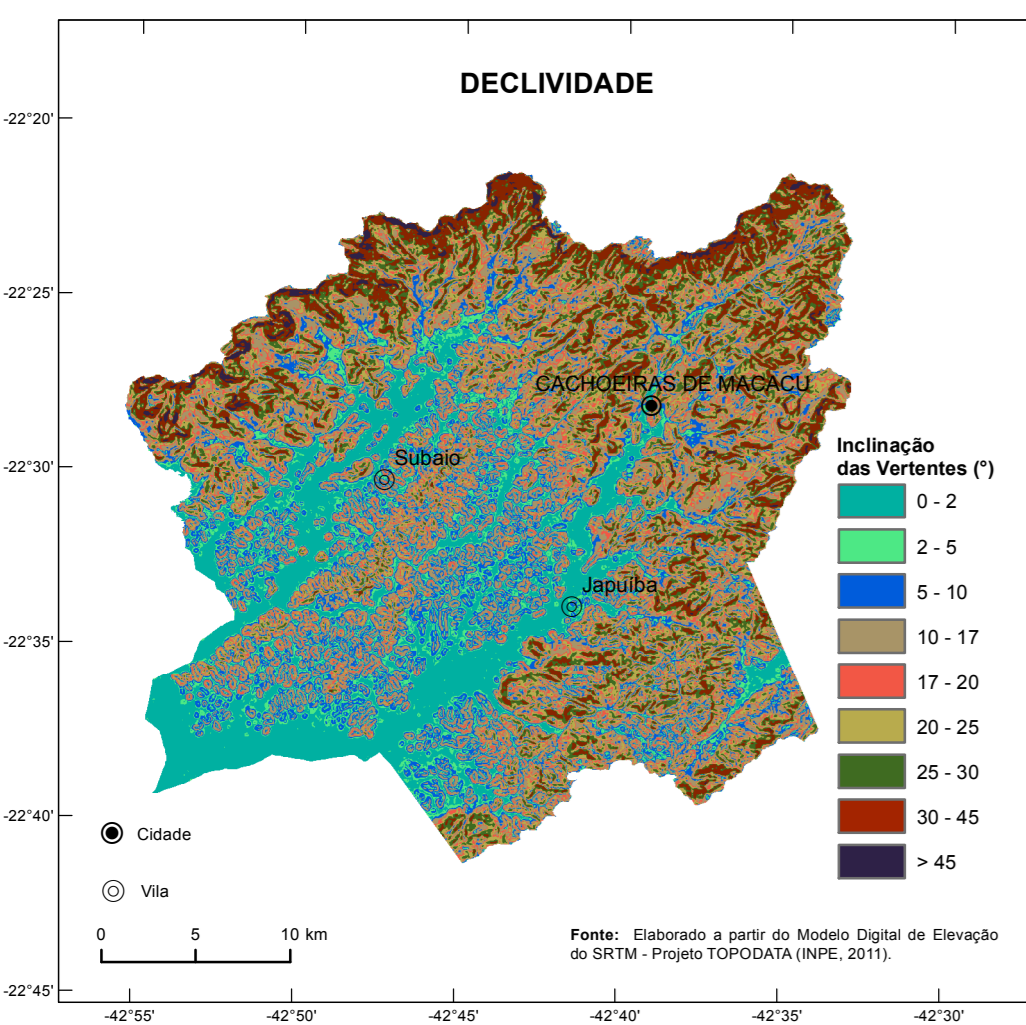 DECLIVIDADE
-22°20'
-22°25'
-22°30'
-22°35'
-22°40'
-22°45'
CACHOEIRAS DE MACACU
Subaio
Japuíba
Inclinação
das Vertentes (°)
0 - 2
2 - 5
5 - 10
10 - 17
17 - 20
20 - 25
25 - 30
30 - 45
> 45
Cidade
Vila
0 5 10 km
Fonte: Elaborado a partir do Modelo Digital de Elevação
do SRTM - Projeto TOPODATA (INPE, 2011).
-42°55' -42°50' -42°45' -42°40' -42°35' -42°30'